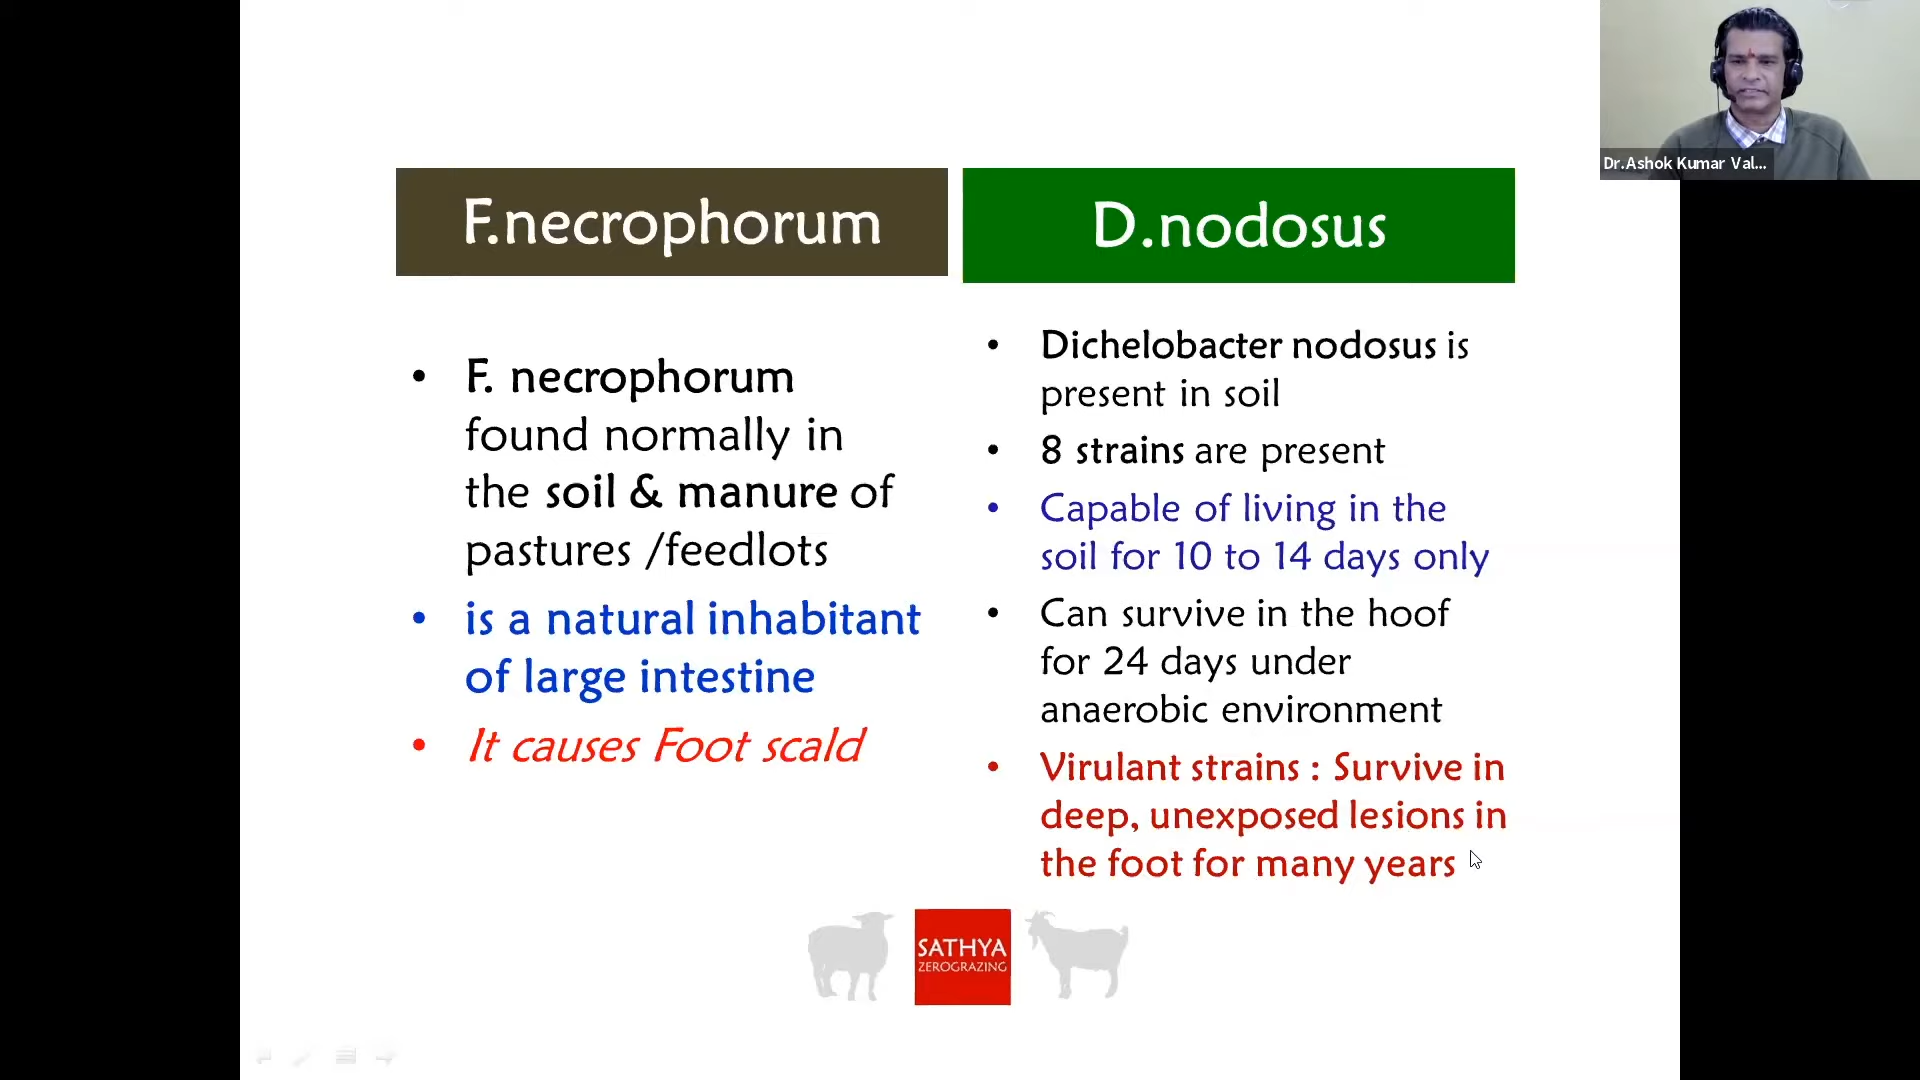 Dr.Ashok Kumar Val...
F.necrophorum
D.nodosus
• F. necrophorum
found normally in
the soil & manure of
pastures /feedlots
• is a natural inhabitant
of large intestine
• It causes Foot scald
• Dichelobacter nodosus is
present in soil
• 8 strains are present
• Capable of living in the
soil for 10 to 14 days only
• Can survive in the hoof
for 24 days under
anaerobic environment
• Virulant strains : Survive in
deep, unexposed lesions in
the foot for many years
SATHYA
ZEROGRAZING